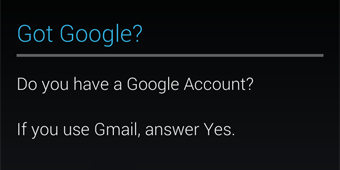 Got Google?
Do you have a Google Account?
If you use Gmail, answer Yes.